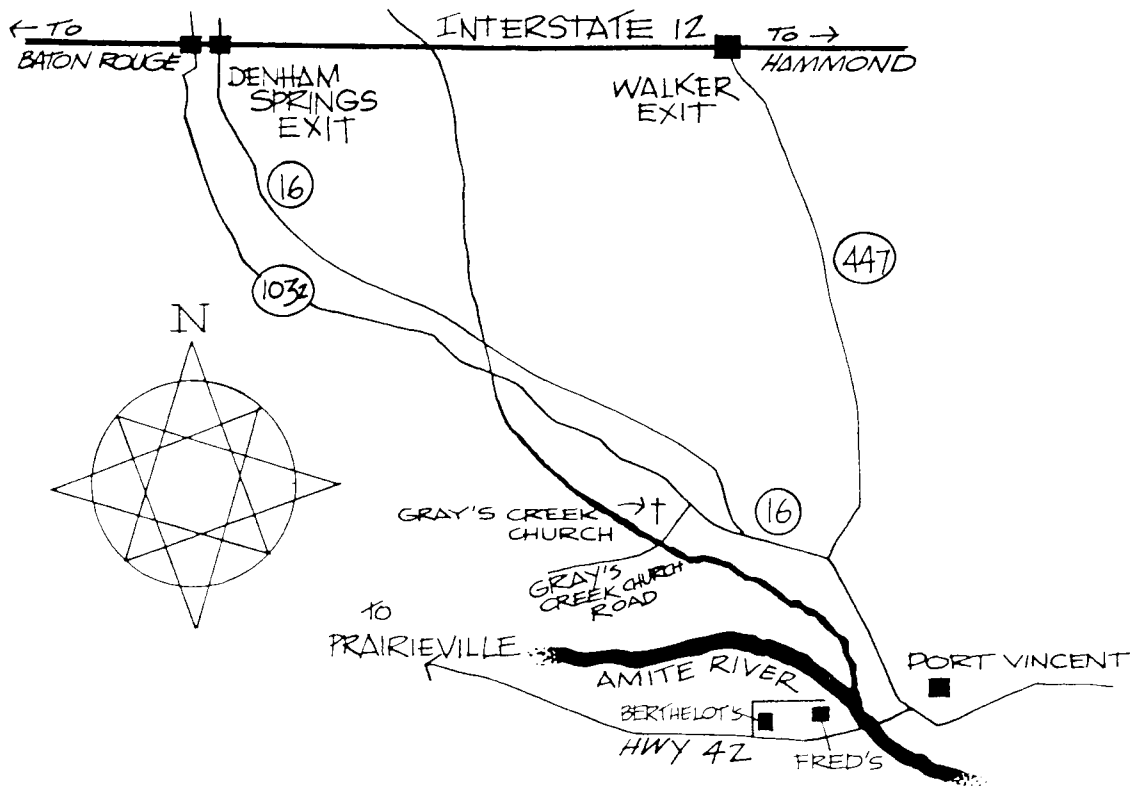 ← TO
BATON ROUGE
INTERSTATE 12
TO →
HAMMOND
DENHAM
SPRINGS
EXIT
WALKER
EXIT
16
447
1032
N
GRAY'S CREEK →
CHURCH
16
GRAY'S
CREEK CHURCH
ROAD
TO
PRAIRIEVILLE
AMITE RIVER
PORT VINCENT
BERTHELOT'S
HWY 42
FRED'S